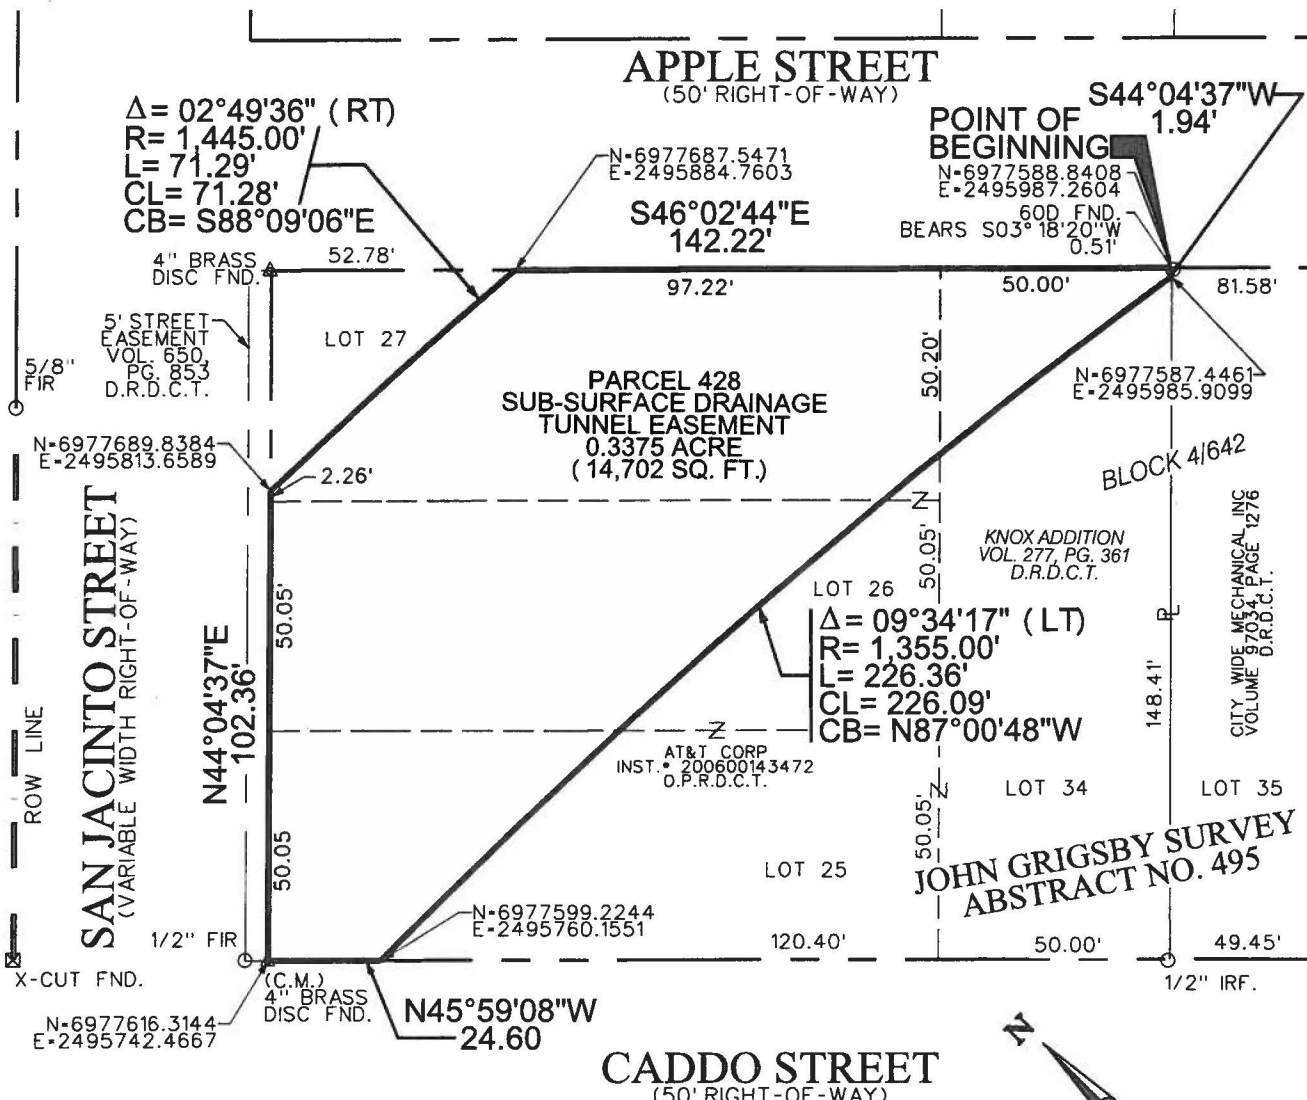 APPLE STREET
(50' RIGHT-OF-WAY)
Δ= 02°49'36" (RT)
R= 1,445.00'
L= 71.29'
CL= 71.28'
CB= S88°09'06"E
N=6977687.5471
E=2495884.7603
S46°02'44"E
142.22'
POINT OF
BEGINNING
S44°04'37"W
1.94'
N=6977588.8408
E=2495987.2604
60D FND.
BEARS S03°18'20"W
0.51'
4" BRASS
DISC FND.
52.78'
97.22'
50.00'
81.58'
5' STREET
EASEMENT
VOL. 650,
PG. 853
D.R.D.C.T.
LOT 27
5/8"
FIR
PARCEL 428
SUB-SURFACE DRAINAGE
TUNNEL EASEMENT
0.3375 ACRE
(14,702 SQ. FT.)
50.20'
N=6977587.4461
E=2495985.9099
BLOCK 4/642
N=6977689.8384
E=2495813.6589
2.26'
SAN JACINTO STREET
(VARIABLE WIDTH RIGHT-OF-WAY)
N44°04'37"E
102.36'
50.05'
50.05
ROW LINE
KNOX ADDITION
VOL. 277, PG. 361
D.R.D.C.T.
50.05'
CITY WIDE MECHANICAL, INC
VOLUME 97034, PAGE 1276
D.R.D.C.T.
LOT 26
Δ= 09°34'17" (LT)
R= 1,355.00'
L= 226.36'
CL= 226.09'
CB= N87°00'48"W
PL
148.41'
AT&T CORP
INST.* 200600143472
O.P.R.D.C.T.
Z
Z
Z
50.05'
LOT 34
LOT 35
LOT 25
JOHN GRIGSBY SURVEY
ABSTRACT NO. 495
N=6977599.2244
E=2495760.1551
1/2" FIR
120.40'
50.00'
49.45'
X-CUT FND.
(C.M.)
4" BRASS
DISC FND.
N45°59'08"W
24.60
1/2" IRF.
N=6977616.3144
E=2495742.4667
CADDO STREET
(50' RIGHT-OF-WAY)
N